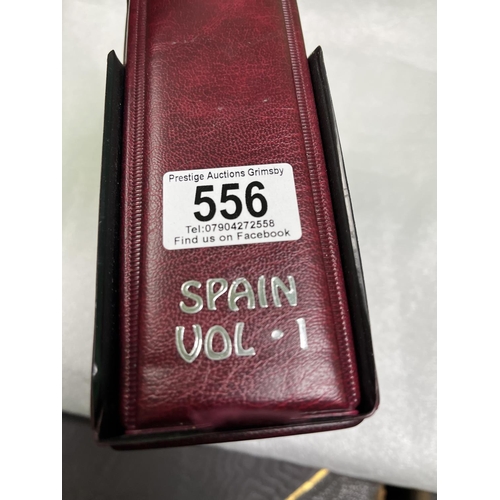 Prestige Auctions Grimsby
556
Tel:07904272558
Find us on Facebook
SPAIN
VOL · 1